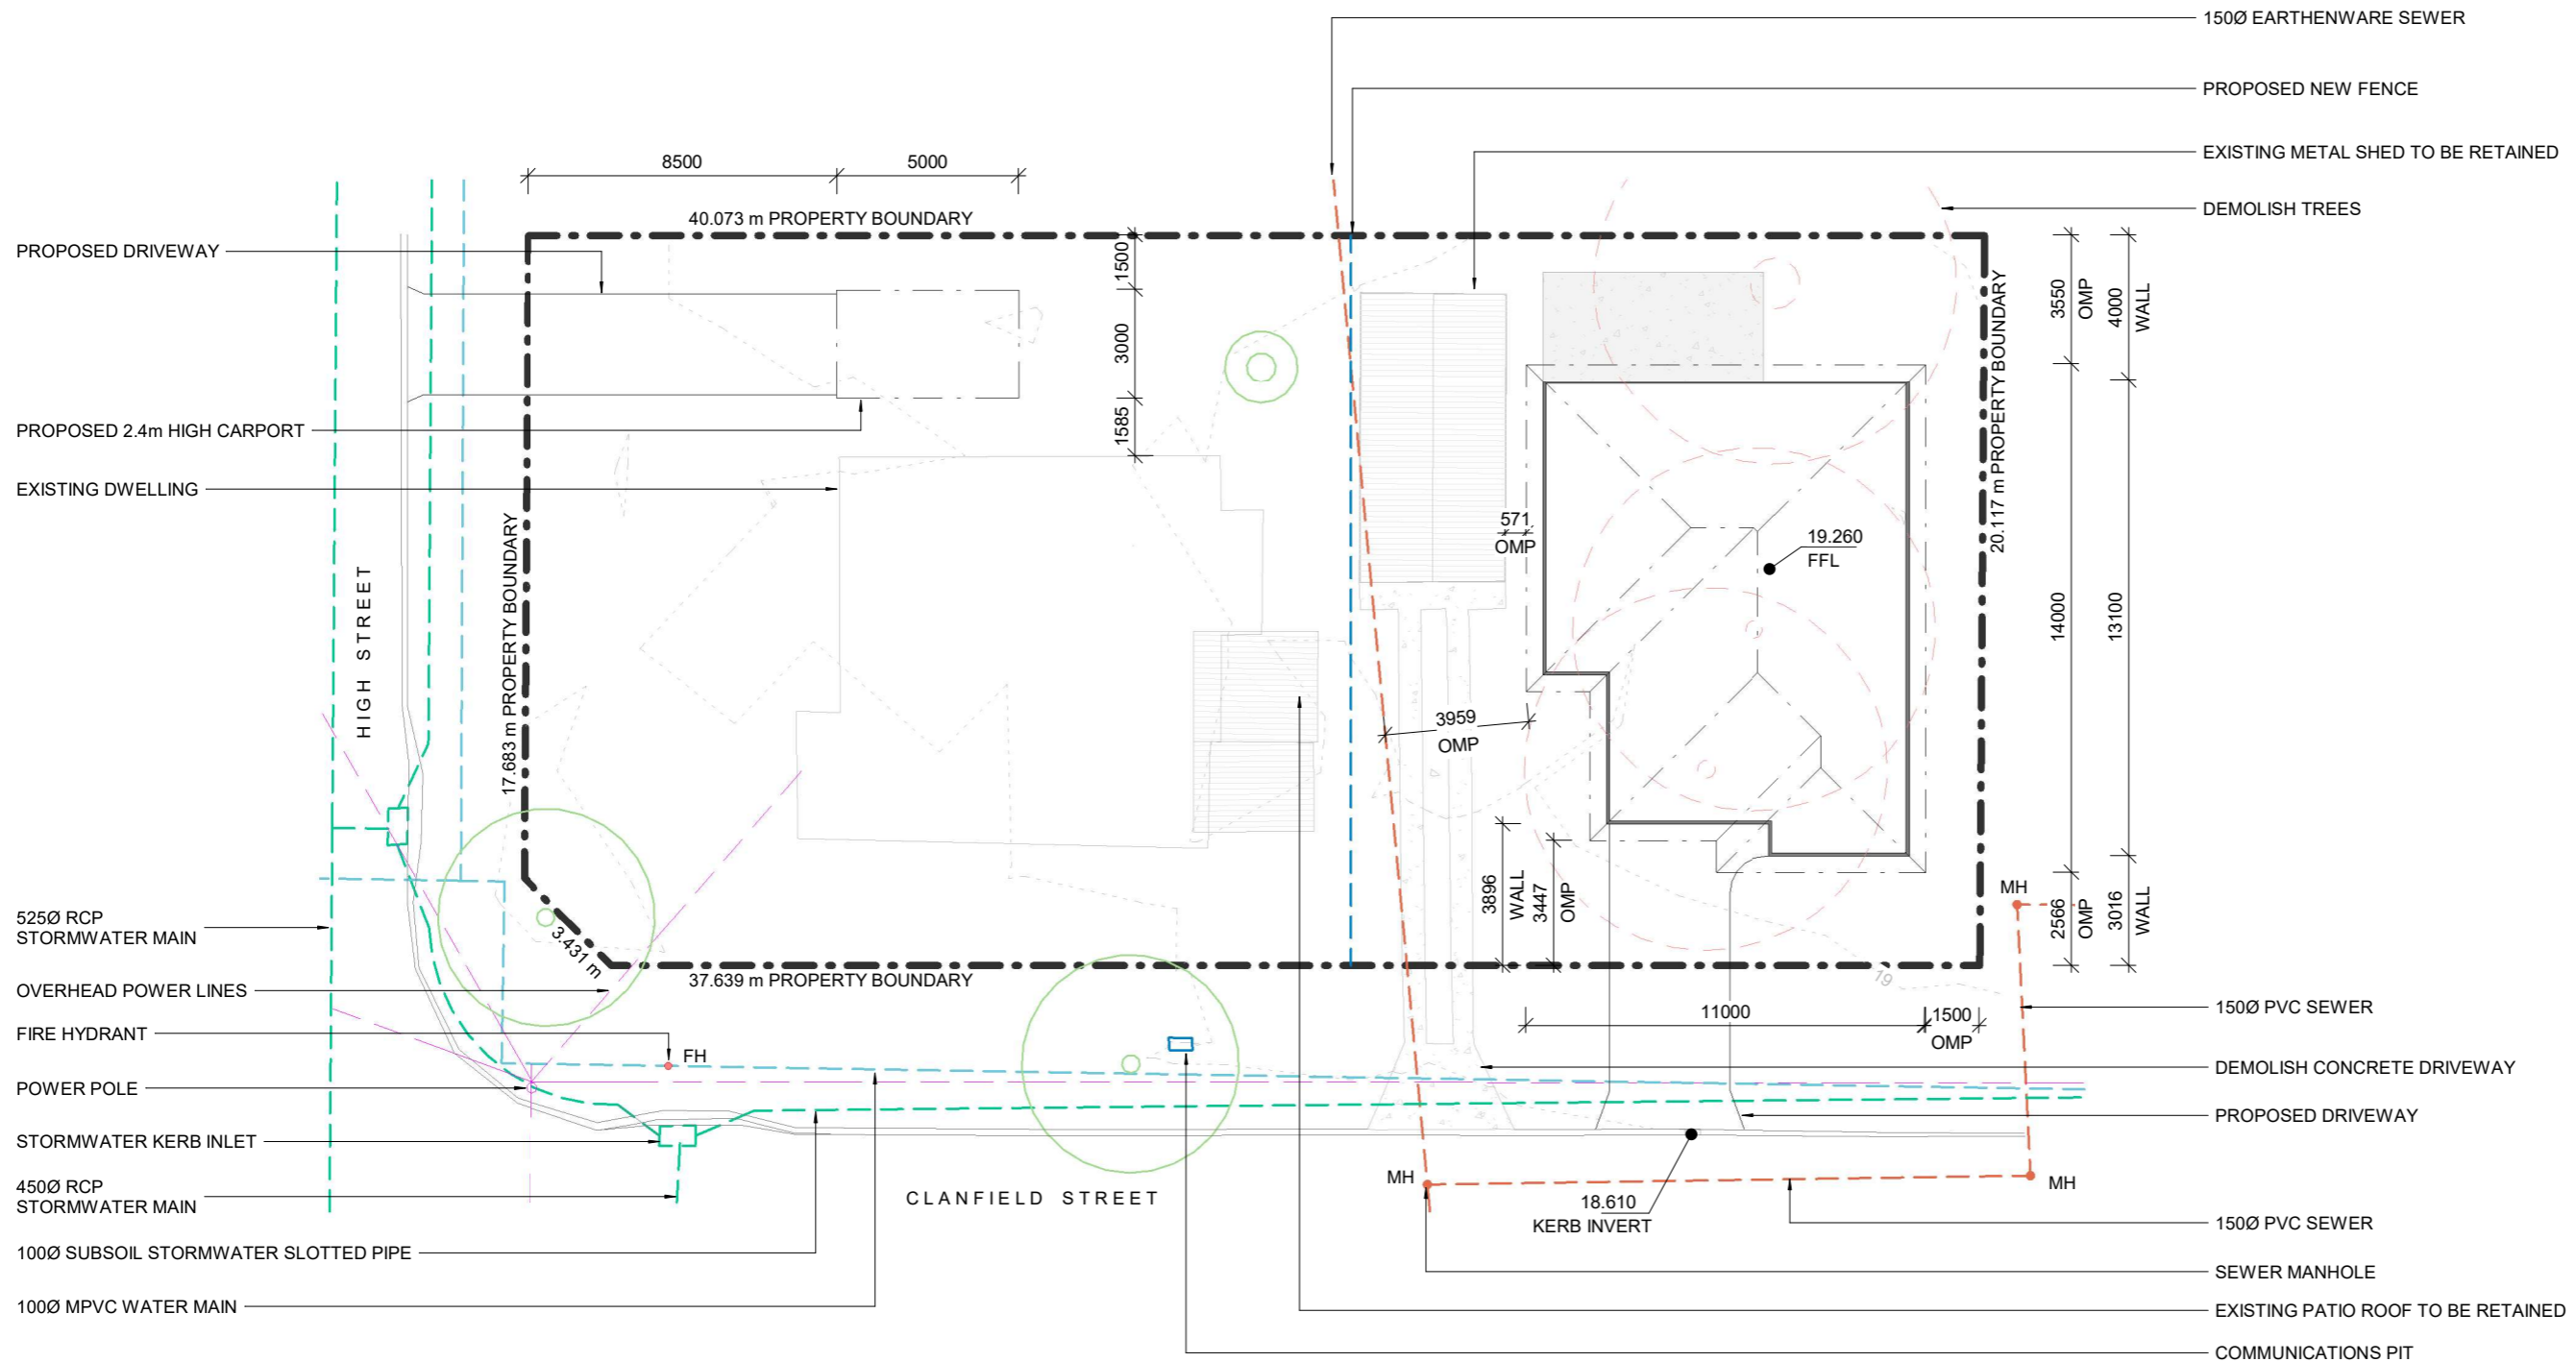 150Ø EARTHENWARE SEWER
PROPOSED NEW FENCE
EXISTING METAL SHED TO BE RETAINED
DEMOLISH TREES
8500
5000
40.073 m PROPERTY BOUNDARY
PROPOSED DRIVEWAY
1500
3000
1585
3550
OMP
4000
WALL
20.117 m PROPERTY BOUNDARY
PROPOSED 2.4m HIGH CARPORT
EXISTING DWELLING
571
OMP
19.260
FFL
HIGH STREET
17.683 m PROPERTY BOUNDARY
14000
13100
3959
OMP
3896
WALL
3447
OMP
MH
2566
OMP
3016
WALL
525Ø RCP
STORMWATER MAIN
3.431 m
37.639 m PROPERTY BOUNDARY
19
OVERHEAD POWER LINES
11000
1500
OMP
150Ø PVC SEWER
FIRE HYDRANT
FH
DEMOLISH CONCRETE DRIVEWAY
POWER POLE
PROPOSED DRIVEWAY
STORMWATER KERB INLET
MH
MH
450Ø RCP
STORMWATER MAIN
CLANFIELD STREET
18.610
KERB INVERT
150Ø PVC SEWER
100Ø SUBSOIL STORMWATER SLOTTED PIPE
SEWER MANHOLE
100Ø MPVC WATER MAIN
EXISTING PATIO ROOF TO BE RETAINED
COMMUNICATIONS PIT